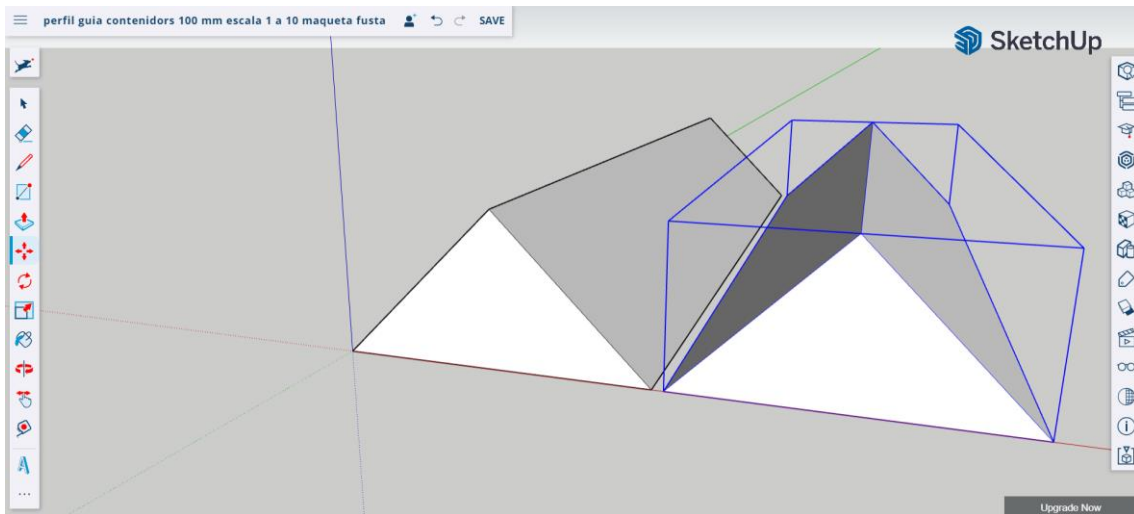 perfil guia contenidors 100 mm escala 1 a 10 maqueta fusta SAVE
SketchUp
A
Upgrade Now